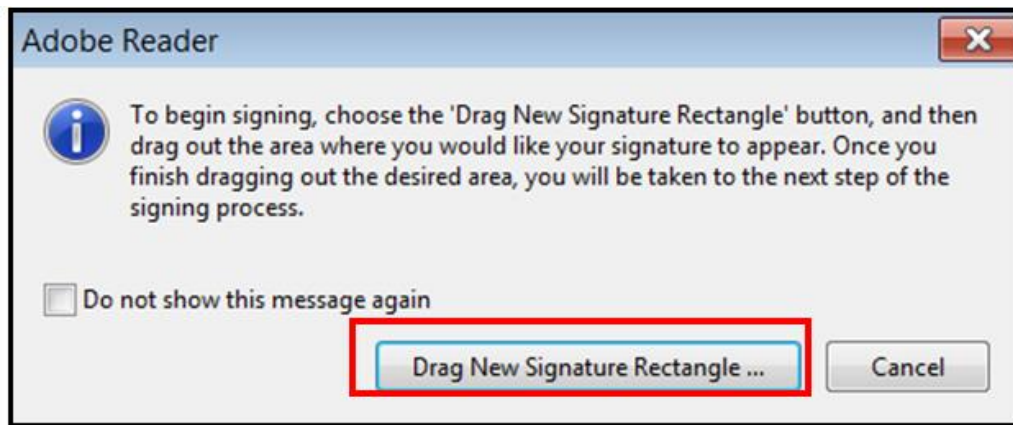 Adobe Reader
To begin signing, choose the 'Drag New Signature Rectangle' button, and then
drag out the area where you would like your signature to appear. Once you
finish dragging out the desired area, you will be taken to the next step of the
signing process.
Do not show this message again
Drag New Signature Rectangle ...
Cancel